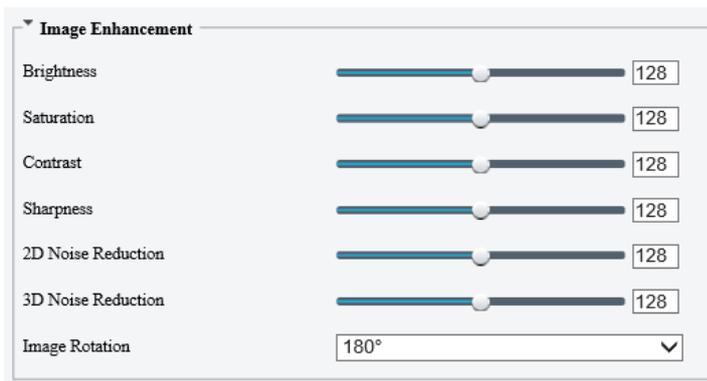 Image Enhancement
Brightness 128
Saturation 128
Contrast 128
Sharpness 128
2D Noise Reduction 128
3D Noise Reduction 128
Image Rotation 180°